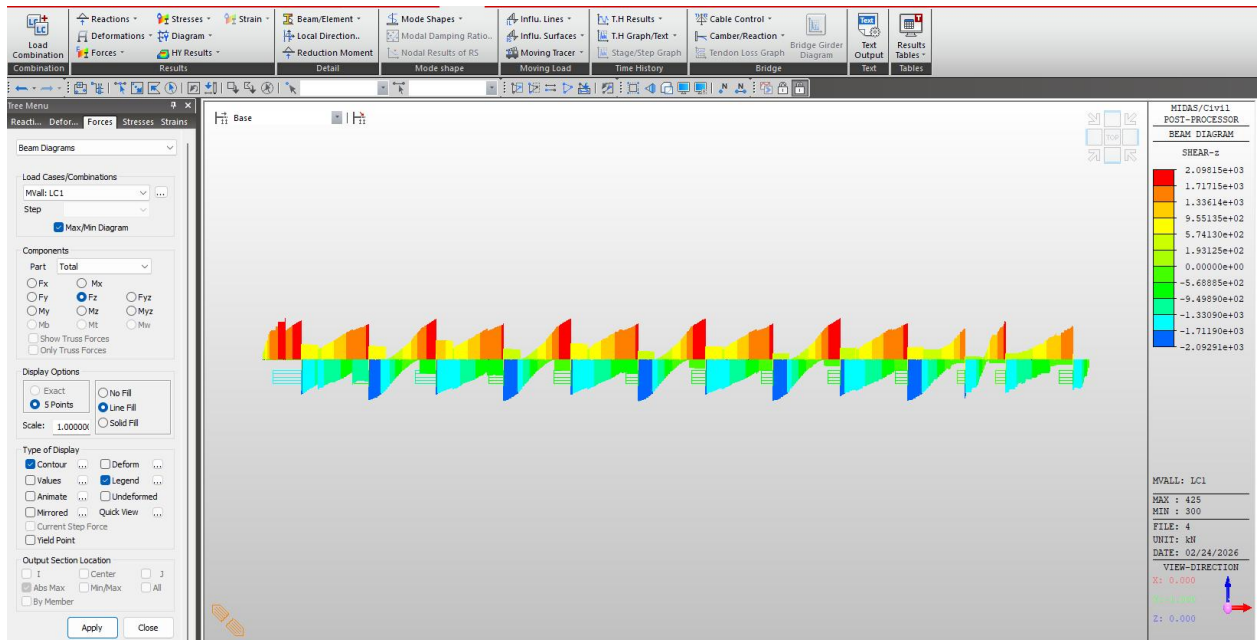 Reactions Stresses Strain Beam/Element Mode Shapes Influ. Lines T.H Results Cable Control
Deformations Diagram Local Direction.. Modal Damping Ratio.. Influ. Surfaces T.H Graph/Text Camber/Reaction
Forces HY Results Reduction Moment Nodal Results of RS Moving Tracer Stage/Step Graph Tendon Loss Graph
Load Combination
Bridge Girder Diagram
Text Output
Results Tables
Combination Results Detail Mode shape Moving Load Time History Bridge Text Tables
Tree Menu
Reacti... Defor... Forces Stresses Strains
Base
TOP
Beam Diagrams
Load Cases/Combinations
MVall: LC1 ...
Step
Max/Min Diagram
Components
Part Total
Fx Mx
Fy Fz Fyz
My Mz Myz
Mb Mt Mw
Show Truss Forces
Only Truss Forces
Display Options
Exact No Fill
5 Points Line Fill
Scale: 1.00000 Solid Fill
Type of Display
Contour ... Deform ...
Values ... Legend ...
Animate ... Undeformed
Mirrored ... Quick View ...
Current Step Force
Yield Point
Output Section Location
I Center J
Abs Max Min/Max All
By Member
Apply Close
MIDAS/Civil
POST-PROCESSOR
BEAM DIAGRAM
SHEAR-z
2.09815e+03
1.71715e+03
1.33614e+03
9.55135e+02
5.74130e+02
1.93125e+02
0.00000e+00
-5.68885e+02
-9.49890e+02
-1.33090e+03
-1.71190e+03
-2.09291e+03
MVALL: LC1
MAX : 425
MIN : 300
FILE: 4
UNIT: kN
DATE: 02/24/2026
VIEW-DIRECTION
X: 0.000
Z: 0.000